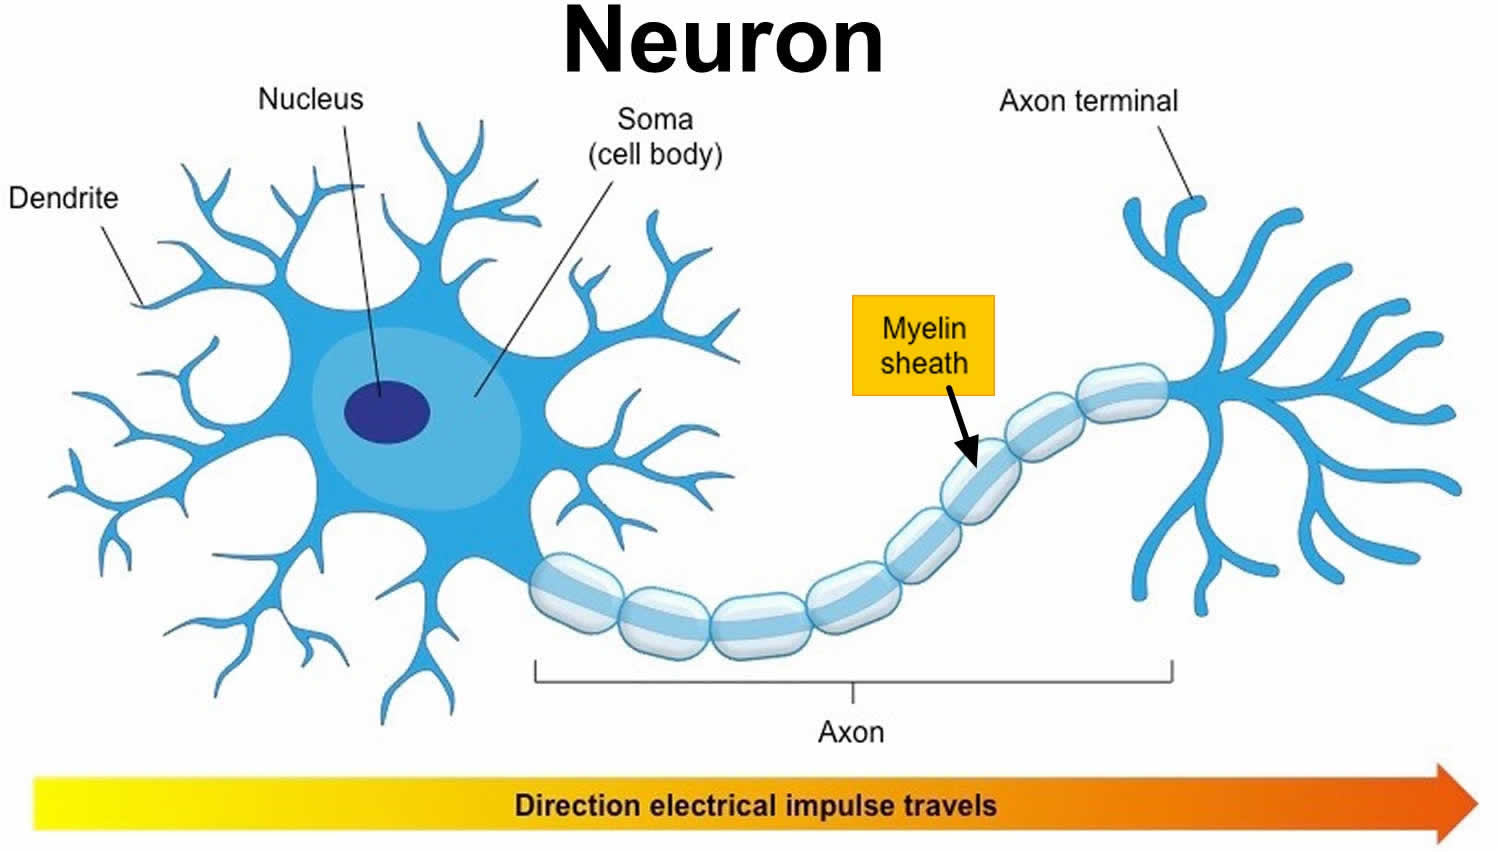 Neuron
Nucleus
Soma
(cell body)
Axon terminal
Dendrite
Myelin
sheath
Axon
Direction electrical impulse travels